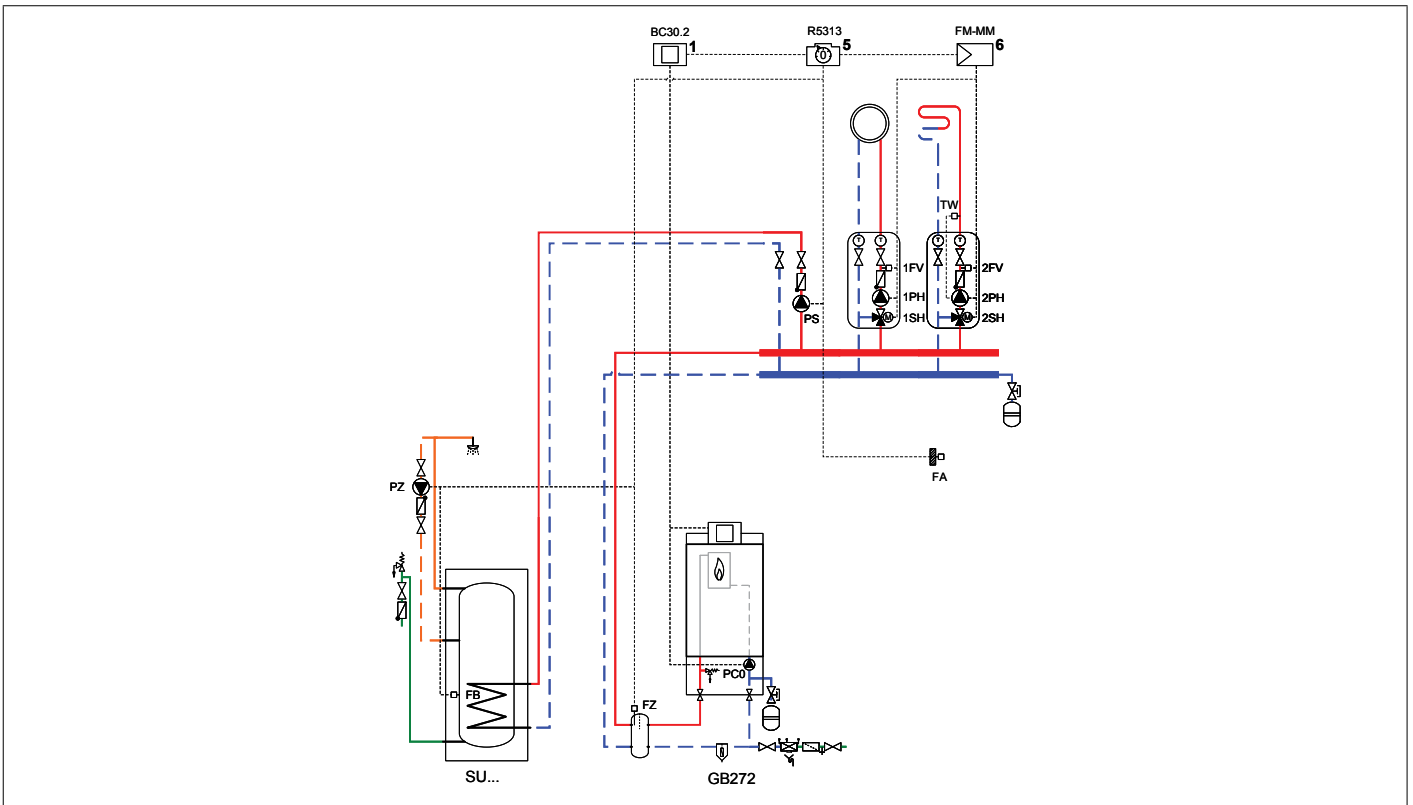 BC30.2
1
R5313
5
FM-MM
6
TW
T
T
T
T
1FV
2FV
1PH
2PH
PS
M
1SH
M
2SH
FA
PZ
PC0
FB
FZ
SU...
GB272